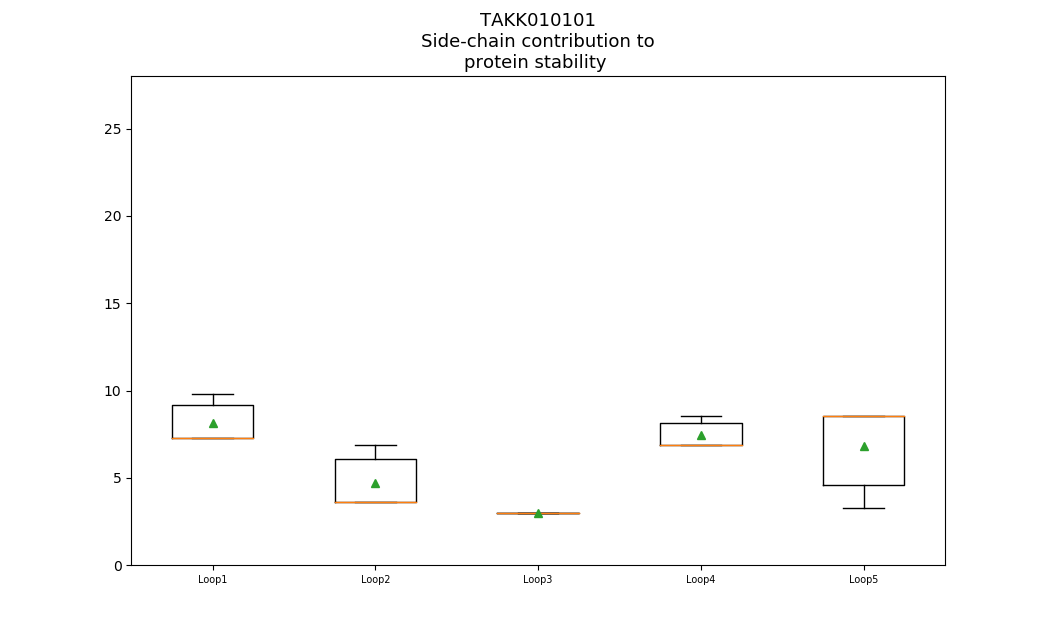 TAKK010101
Side-chain contribution to
protein stability
25
20
15
10
5
0
Loop1
Loop2
Loop3
Loop4
Loop5